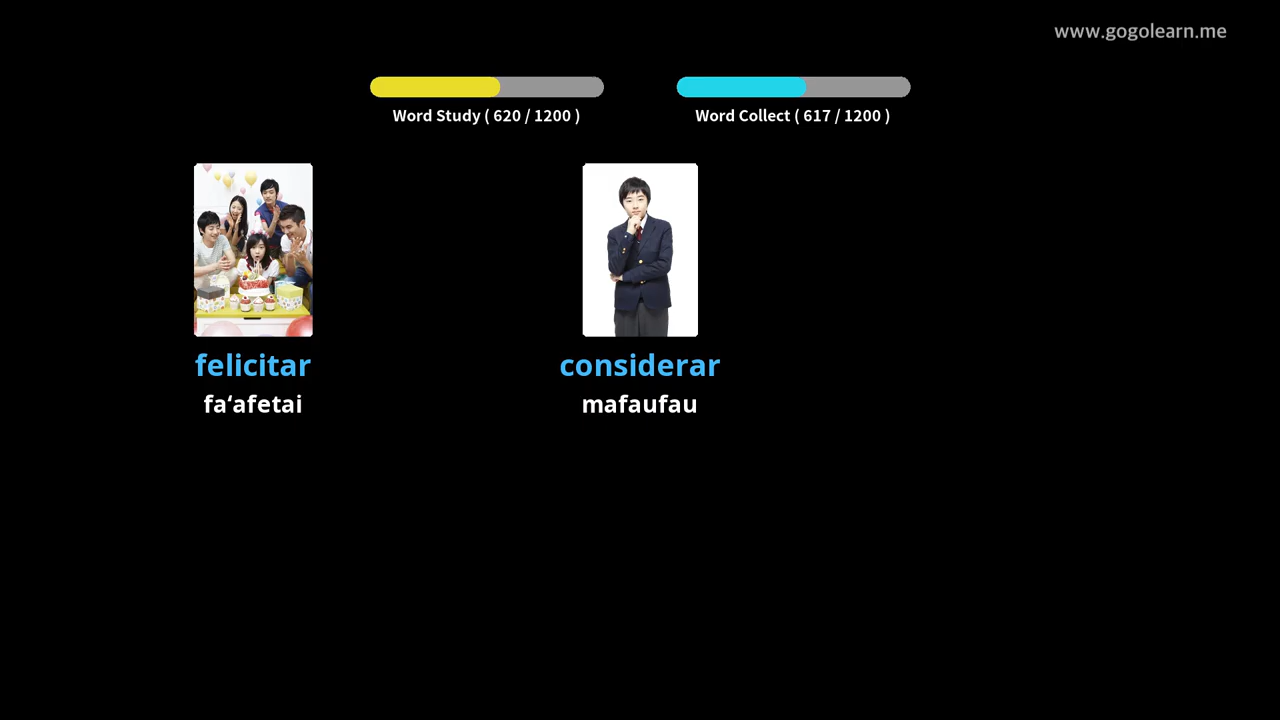 www.gogolearn.me
Word Study ( 620 / 1200 )
Word Collect ( 617 / 1200 )
felicitar
fa‘afetai
considerar
mafaufau